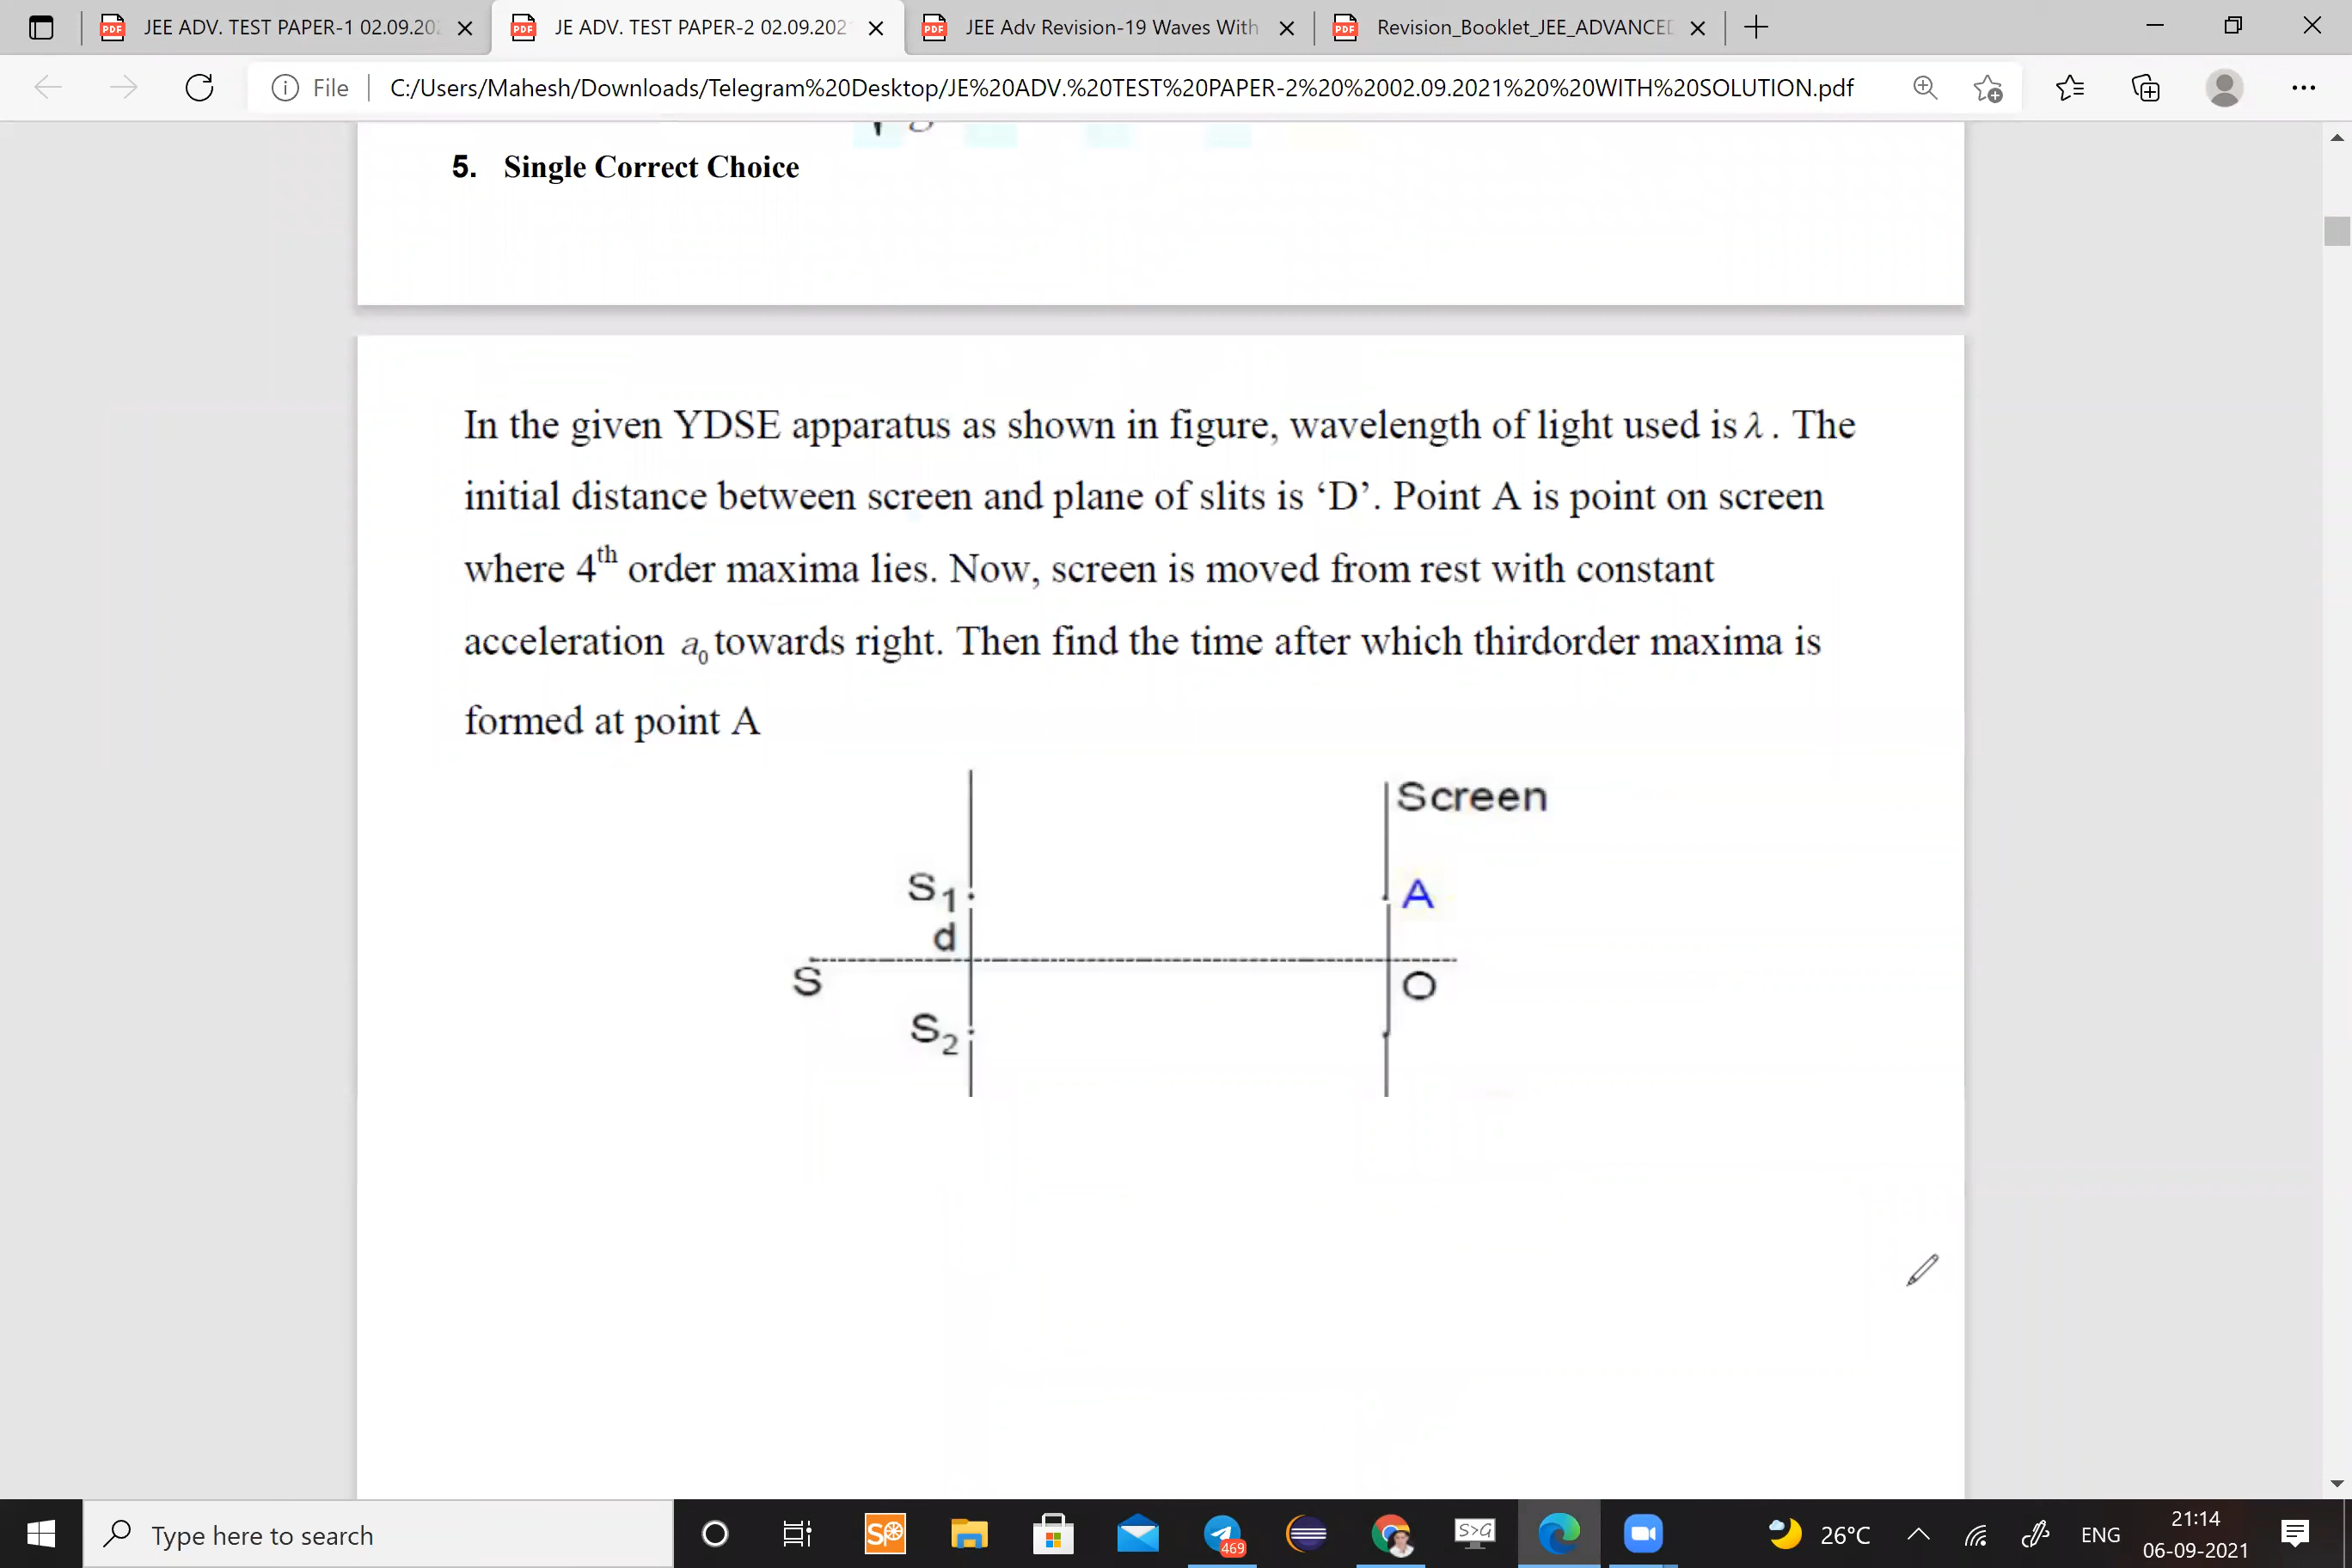 JEE ADV. TEST PAPER-1 02.09.202
JE ADV. TEST PAPER-2 02.09.202
JEE Adv Revision-19 Waves With
Revision_Booklet_JEE_ADVANCED
File
C:/Users/Mahesh/Downloads/Telegram%20Desktop/JE%20ADV.%20TEST%20PAPER-2%20%2002.09.2021%20%20WITH%20SOLUTION.pdf
5. Single Correct Choice
In the given YDSE apparatus as shown in figure, wavelength of light used is λ. The
initial distance between screen and plane of slits is ‘D’. Point A is point on screen
where 4th order maxima lies. Now, screen is moved from rest with constant
acceleration a₀ towards right. Then find the time after which thirdorder maxima is
formed at point A
Screen
S₁
A
d
S
O
S₂
Type here to search
SP
469
S>G
26°C
ENG
21:14
06-09-2021